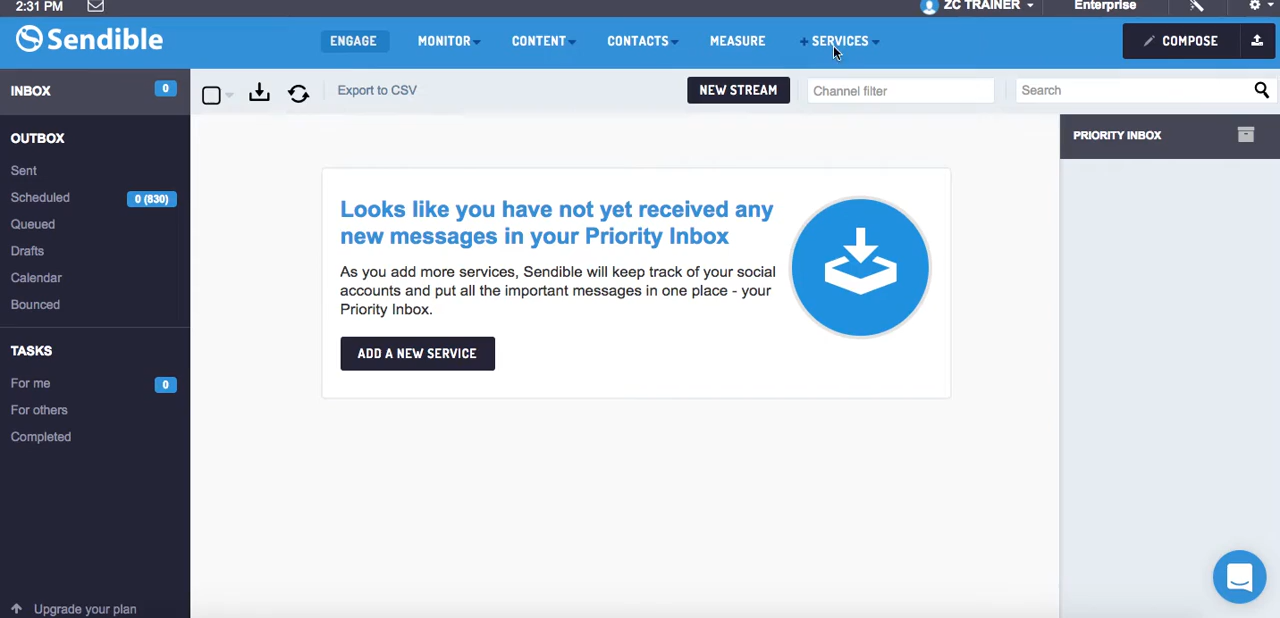 2:31 PM
ZC TRAINER
Enterprise
Sendible
ENGAGE
MONITOR
CONTENT
CONTACTS
MEASURE
+ SERVICES
COMPOSE
INBOX
0
Export to CSV
NEW STREAM
Channel filter
Search
OUTBOX
Sent
Scheduled
0 (830)
Queued
Drafts
Calendar
Bounced
TASKS
For me
0
For others
Completed
Upgrade your plan
Looks like you have not yet received any
new messages in your Priority Inbox
As you add more services, Sendible will keep track of your social
accounts and put all the important messages in one place - your
Priority Inbox.
ADD A NEW SERVICE
PRIORITY INBOX